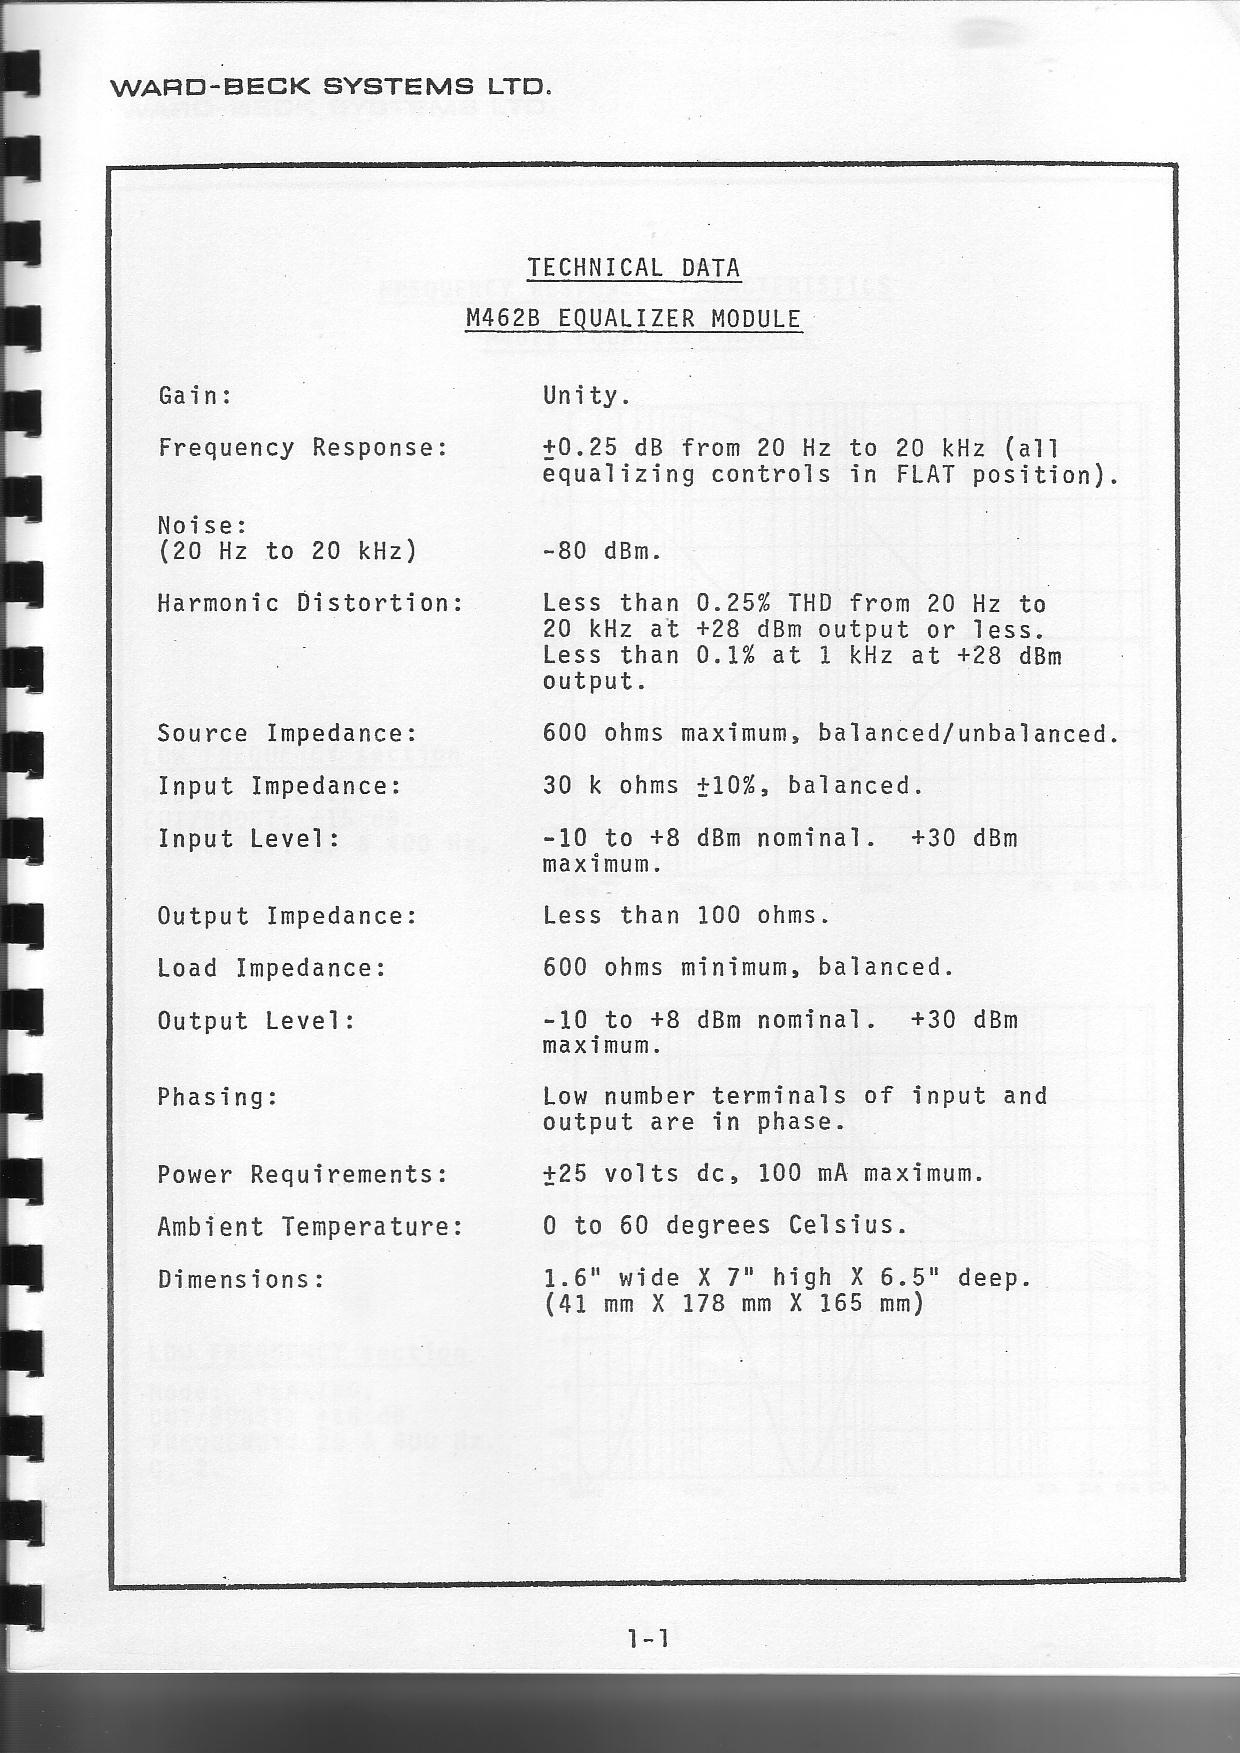 WARD-BECK SYSTEMS LTD.
TECHNICAL DATA
M462B EQUALIZER MODULE
Gain: Unity.
Frequency Response: ±0.25 dB from 20 Hz to 20 kHz (all
equalizing controls in FLAT position).
Noise:
(20 Hz to 20 kHz) -80 dBm.
Harmonic Distortion: Less than 0.25% THD from 20 Hz to
20 kHz at +28 dBm output or less.
Less than 0.1% at 1 kHz at +28 dBm
output.
Source Impedance: 600 ohms maximum, balanced/unbalanced.
Input Impedance: 30 k ohms ±10%, balanced.
Input Level: -10 to +8 dBm nominal. +30 dBm
maximum.
Output Impedance: Less than 100 ohms.
Load Impedance: 600 ohms minimum, balanced.
Output Level: -10 to +8 dBm nominal. +30 dBm
maximum.
Phasing: Low number terminals of input and
output are in phase.
Power Requirements: ±25 volts dc, 100 mA maximum.
Ambient Temperature: 0 to 60 degrees Celsius.
Dimensions: 1.6" wide X 7" high X 6.5" deep.
(41 mm X 178 mm X 165 mm)
1-1